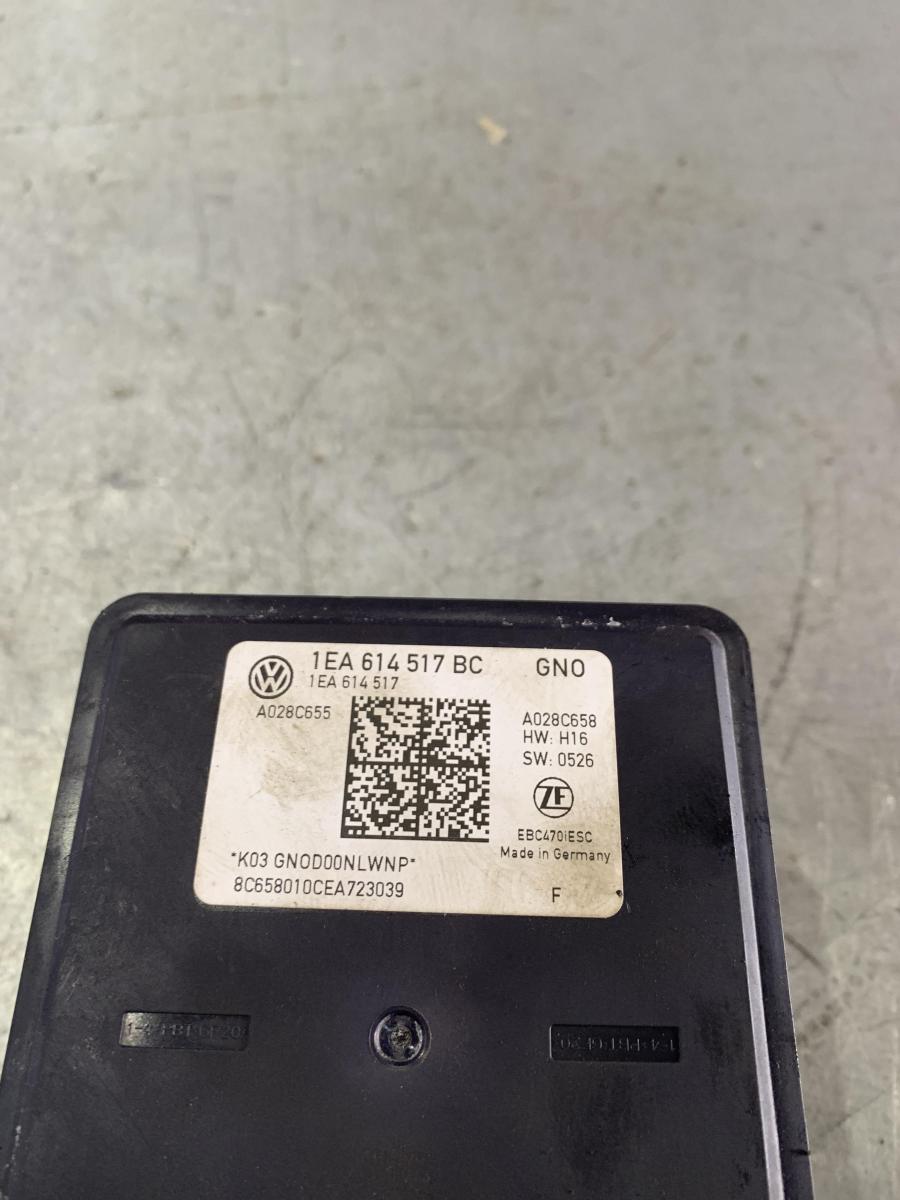 1EA 614 517 BC GNO
1EA 614 517
A028C655
A028C658
HW: H16
SW: 0526
ZF
EBC470iESC
Made in Germany
*K03 GNOD00NLWNP*
8C658010CEA723039
F